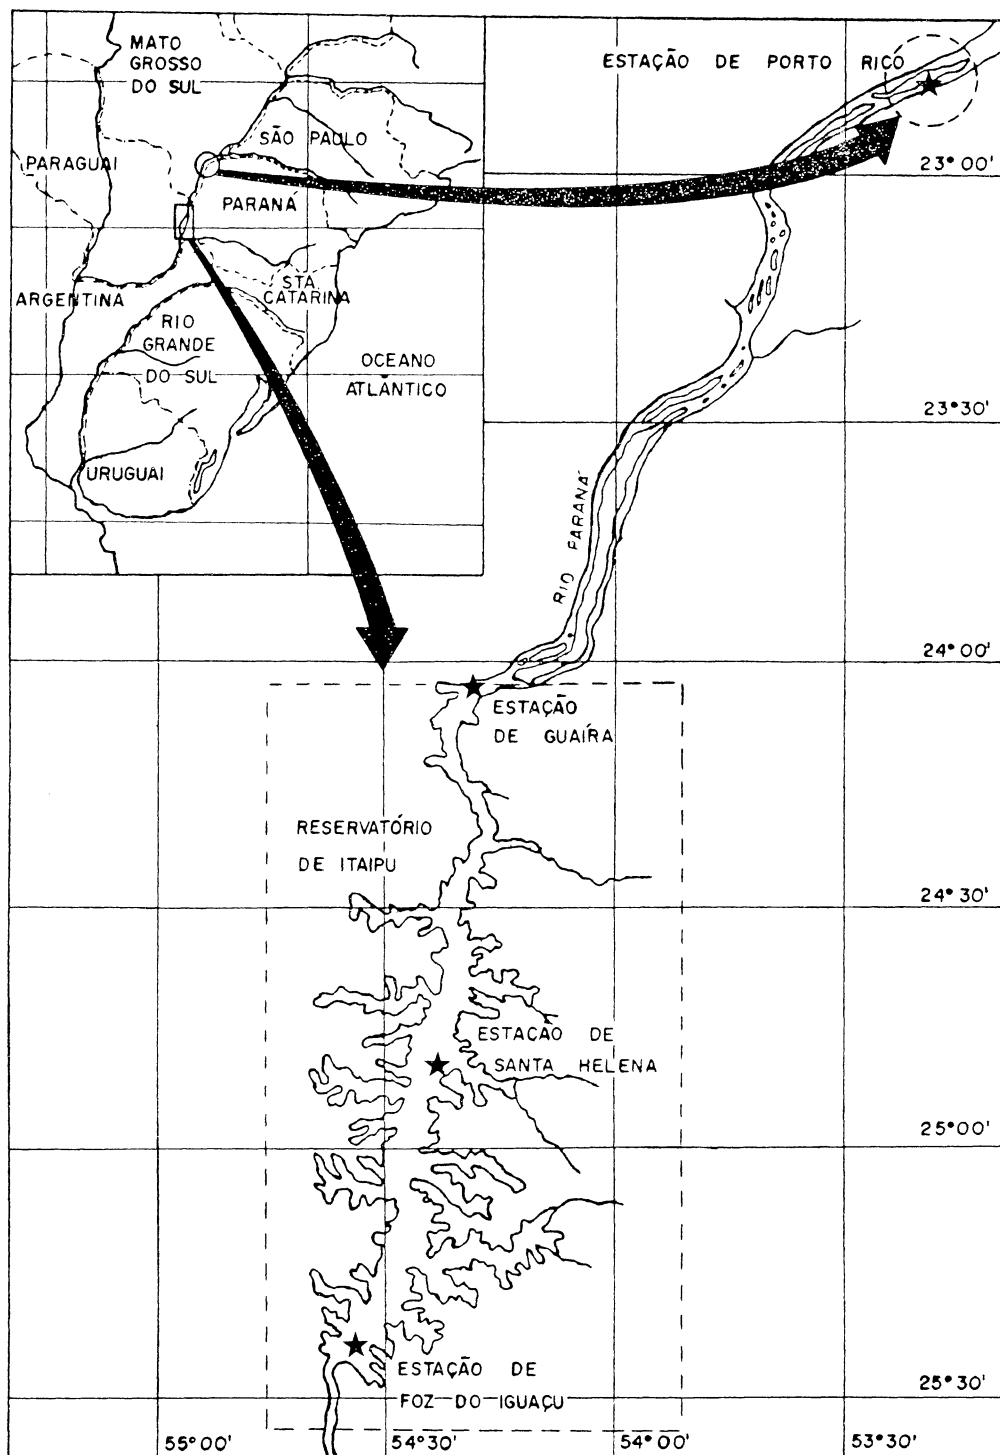 MATO
GROSSO
DO SUL
SÃO PAULO
PARAGUAI
PARANÁ
ARGENTINA
STA.
CATARINA
RIO
GRANDE
DO SUL
OCEANO
ATLÂNTICO
URUGUAI
ESTAÇÃO DE PORTO RICO
23°00'
23°30'
RIO PARANÁ
24°00'
ESTAÇÃO
DE GUAÍRA
RESERVATÓRIO
DE ITAIPU
24°30'
ESTAÇÃO DE
SANTA HELENA
25°00'
ESTAÇÃO DE
FOZ DO IGUAÇU
25°30'
55°00'
54°30'
54°00'
53°30'